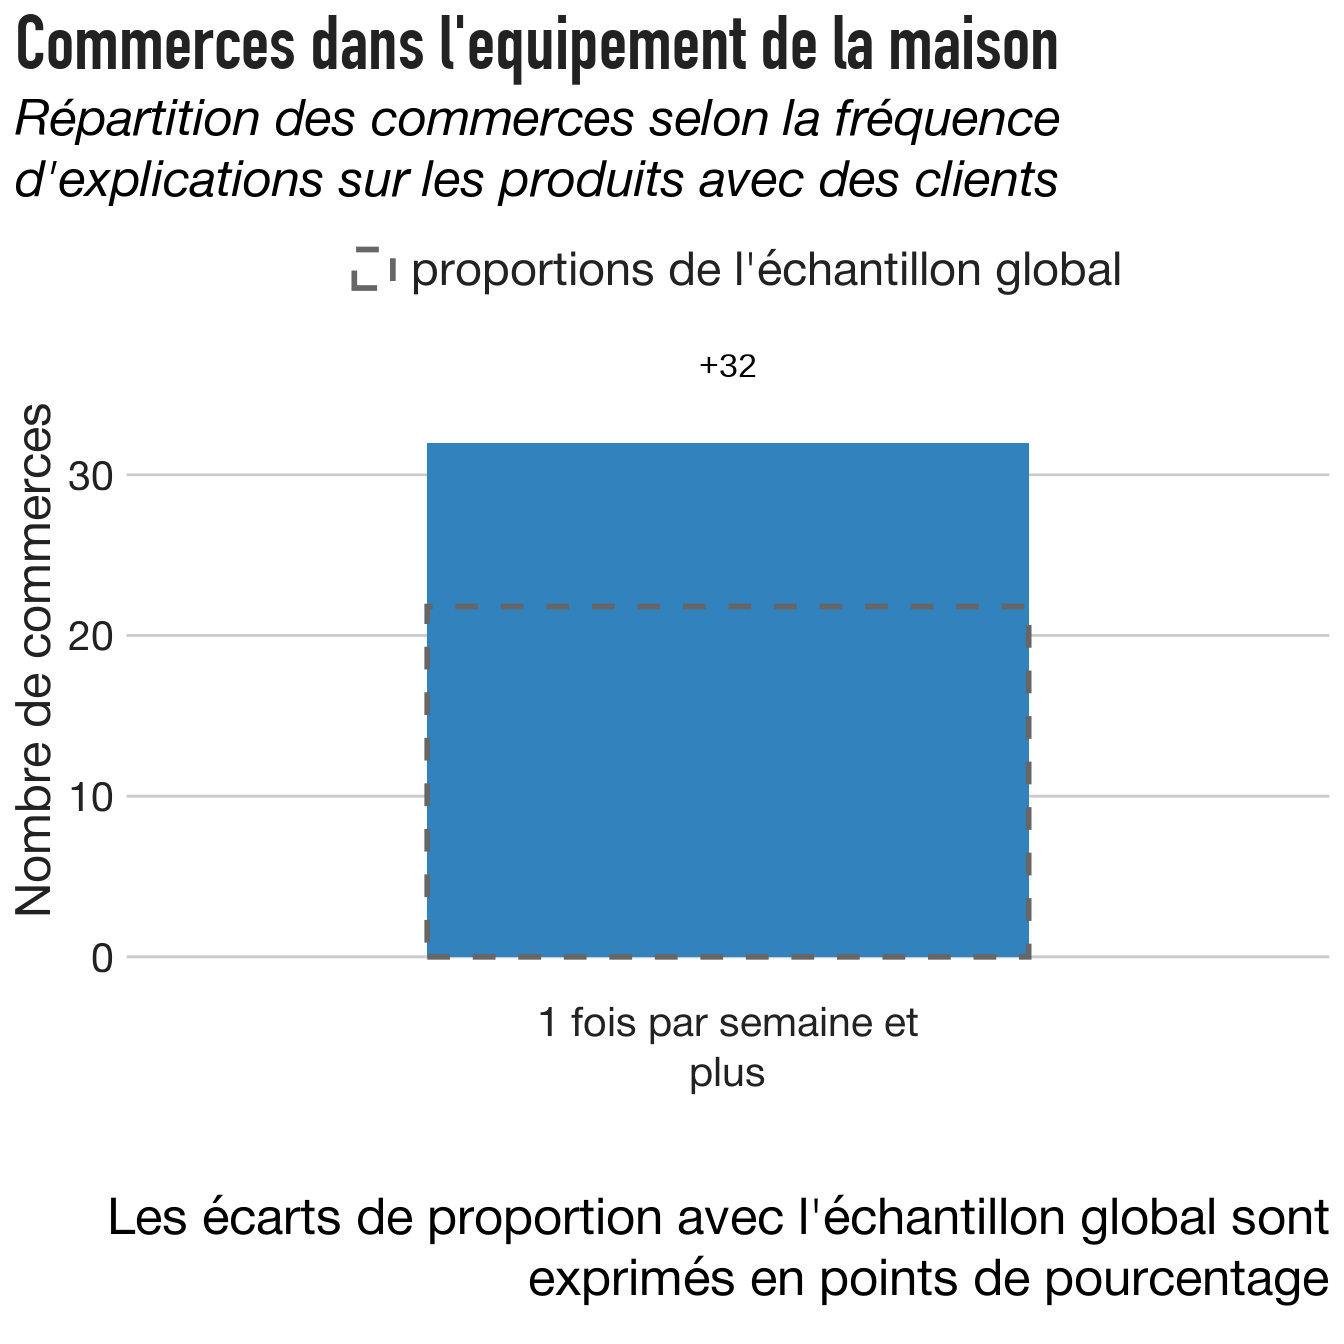 Commerces dans l'equipement de la maison
Répartition des commerces selon la fréquence
d'explications sur les produits avec des clients
proportions de l'échantillon global
+32
Nombre de commerces
30
20
10
0
1 fois par semaine et
plus
Les écarts de proportion avec l'échantillon global sont
exprimés en points de pourcentage